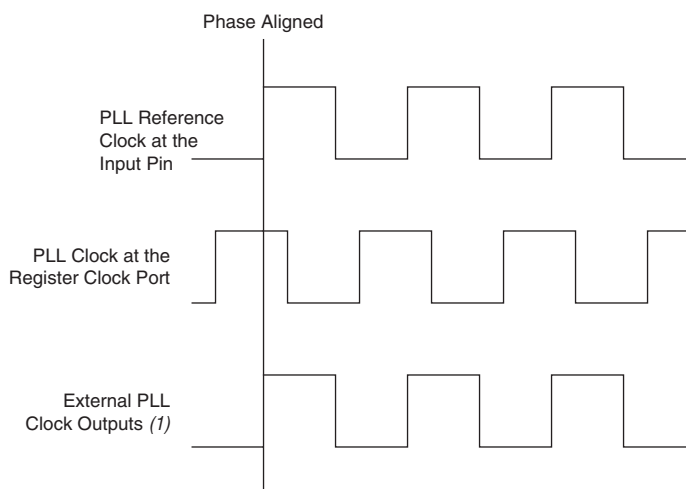 Phase Aligned
PLL Reference
Clock at the
Input Pin
PLL Clock at the
Register Clock Port
External PLL
Clock Outputs (1)